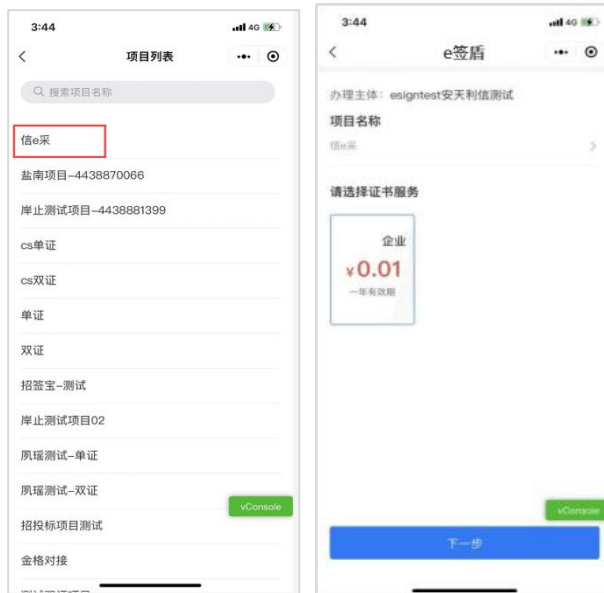 3:44
4G
项目列表
搜索项目名称
信e采
盐南项目-4438870066
岸止测试项目-4438881399
cs单证
cs双证
单证
双证
招签宝-测试
岸止测试项目02
夙瑶测试-单证
夙瑶测试-双证
vConsole
招投标项目测试
金格对接
3:44
4G
e签盾
办理主体：esigntest安天利信测试
项目名称
信e采
请选择证书服务
企业
¥0.01
一年有效期
vConsole
下一步